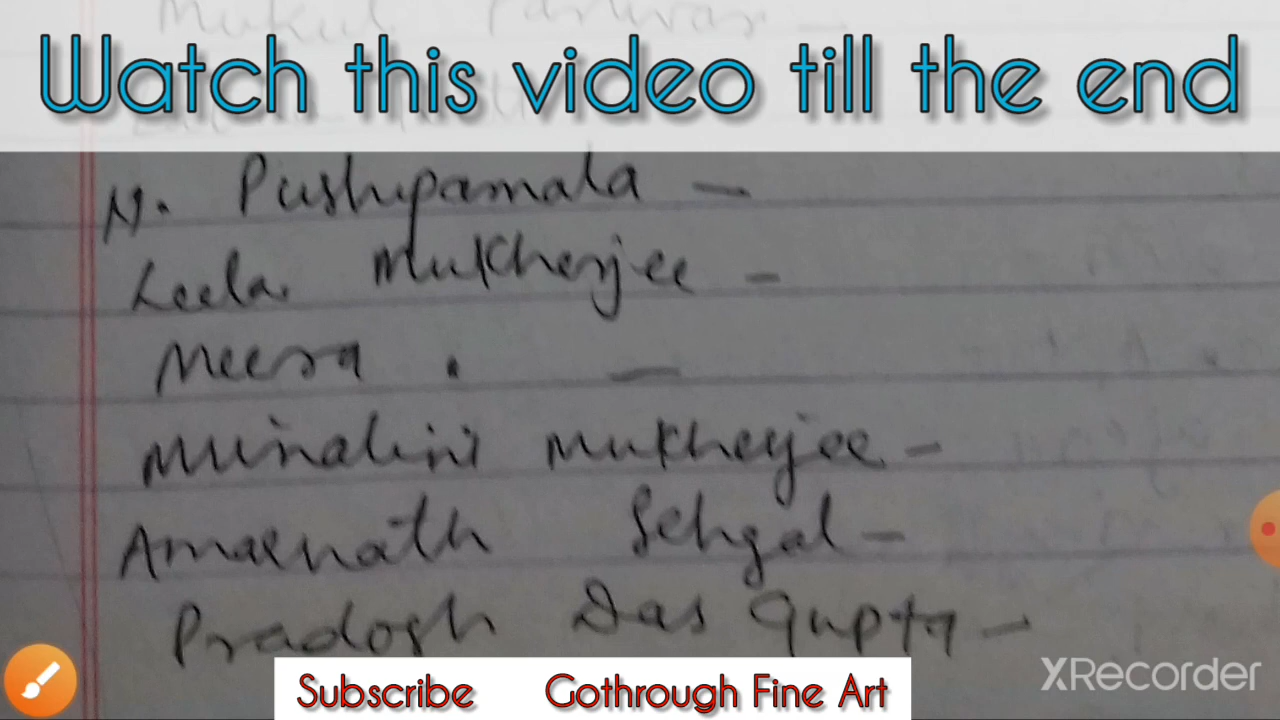 Watch this video till the end
N. Pushpamala –
Leela Mukherjee –
Meera . –
Mrinalini Mukherjee –
Amarnath Sehgal –
Pradosh Das Gupta –
XRecorder
Subscribe Gothrough Fine Art